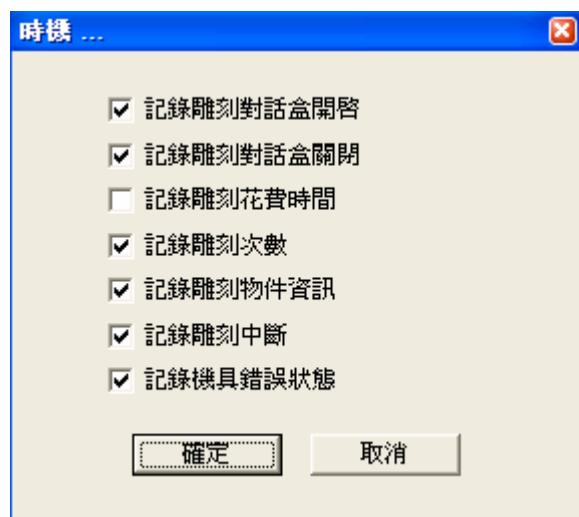 時機 ...
記錄雕刻對話盒開啓
記錄雕刻對話盒關閉
記錄雕刻花費時間
記錄雕刻次數
記錄雕刻物件資訊
記錄雕刻中斷
記錄機具錯誤狀態
確定
取消